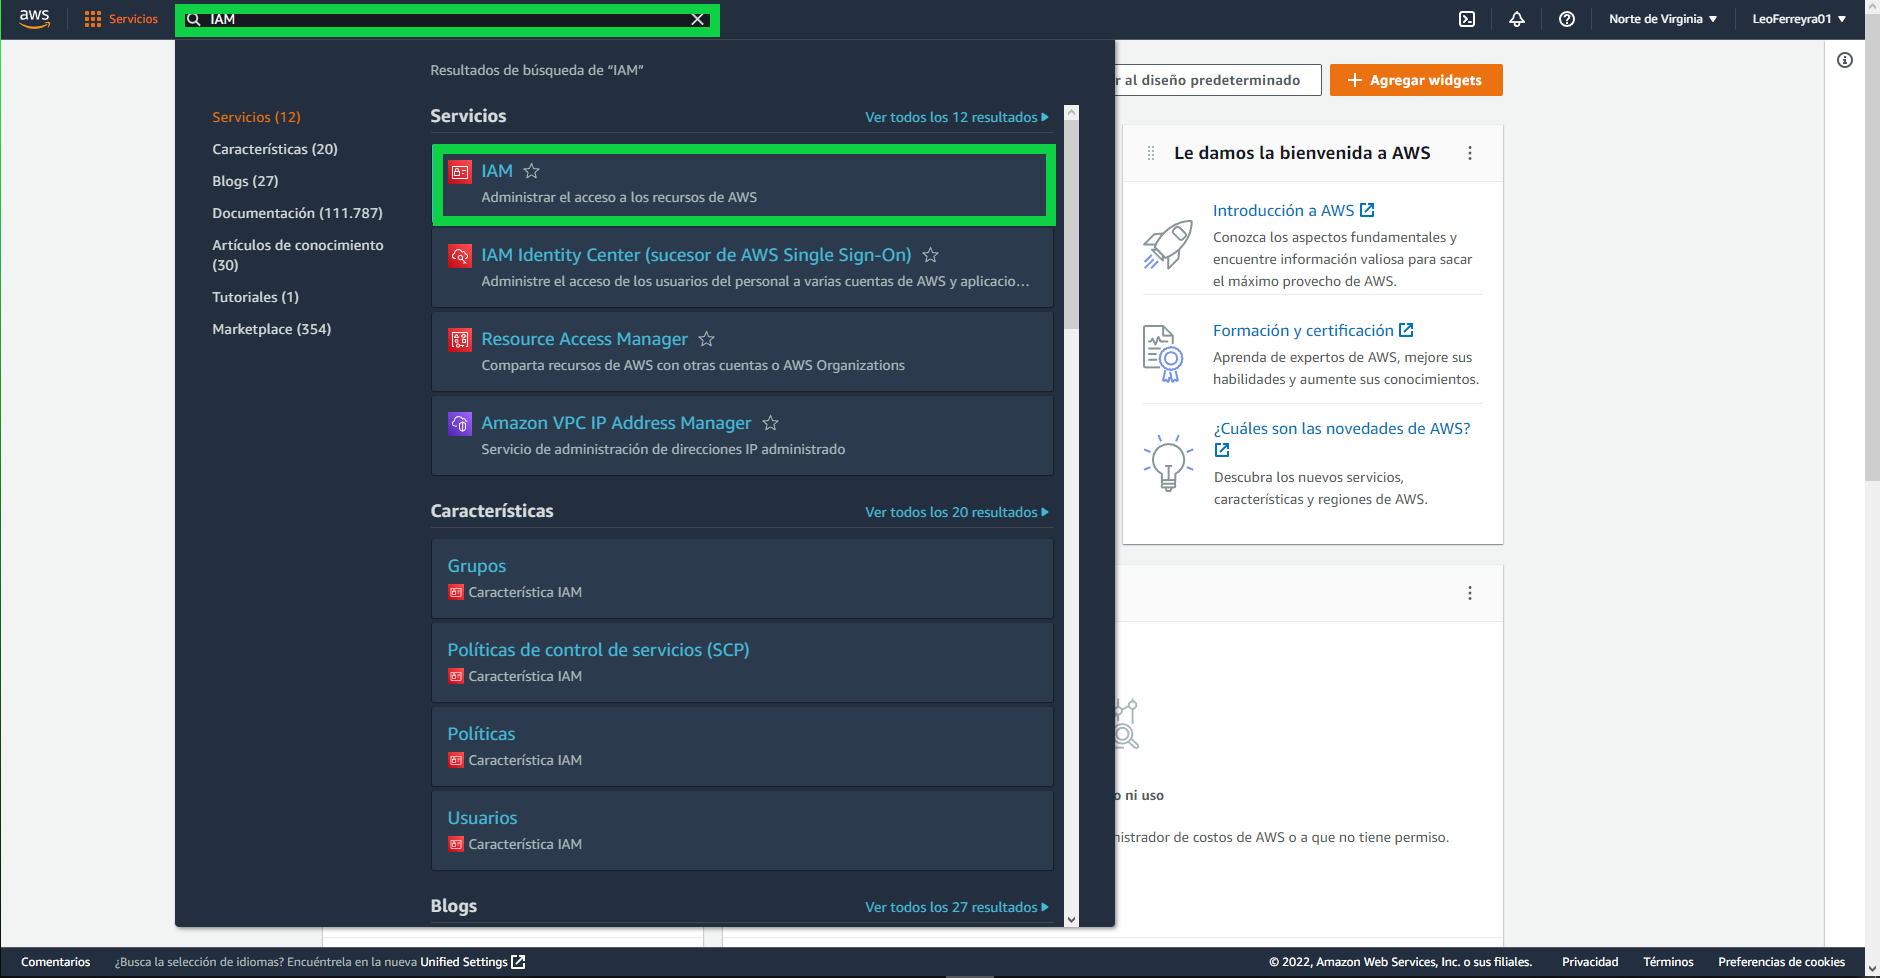 aws
Servicios
IAM
Norte de Virginia
LeoFerreyra01
Resultados de búsqueda de “IAM”
Servicios (12)
Características (20)
Blogs (27)
Documentación (111.787)
Artículos de conocimiento
(30)
Tutoriales (1)
Marketplace (354)
Servicios
Ver todos los 12 resultados
IAM
Administrar el acceso a los recursos de AWS
IAM Identity Center (sucesor de AWS Single Sign-On)
Administre el acceso de los usuarios del personal a varias cuentas de AWS y aplicacio...
Resource Access Manager
Comparta recursos de AWS con otras cuentas o AWS Organizations
Amazon VPC IP Address Manager
Servicio de administración de direcciones IP administrado
Características
Ver todos los 20 resultados
Grupos
Característica IAM
Políticas de control de servicios (SCP)
Característica IAM
Políticas
Característica IAM
Usuarios
Característica IAM
Blogs
Ver todos los 27 resultados
r al diseño predeterminado
Agregar widgets
Le damos la bienvenida a AWS
Introducción a AWS
Conozca los aspectos fundamentales y
encuentre información valiosa para sacar
el máximo provecho de AWS.
Formación y certificación
Aprenda de expertos de AWS, mejore sus
habilidades y aumente sus conocimientos.
¿Cuáles son las novedades de AWS?
Descubra los nuevos servicios,
características y regiones de AWS.
o ni uso
nistrador de costos de AWS o a que no tiene permiso.
Comentarios
¿Busca la selección de idiomas? Encuéntrela en la nueva Unified Settings
© 2022, Amazon Web Services, Inc. o sus filiales.
Privacidad
Términos
Preferencias de cookies